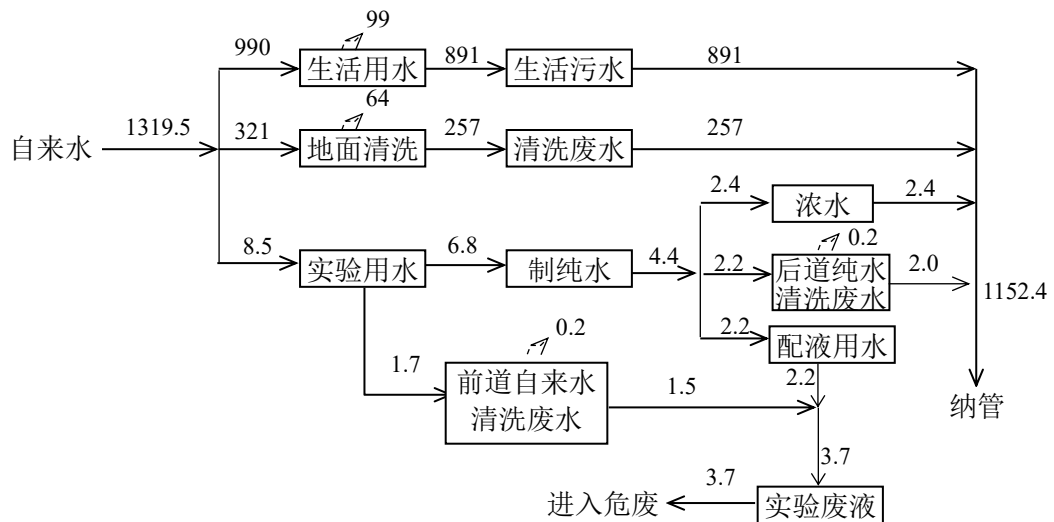 99
990
生活用水
891
生活污水
891
64
自来水
1319.5
321
地面清洗
257
清洗废水
257
2.4
浓水
2.4
8.5
实验用水
6.8
制纯水
4.4
2.2
0.2
后道纯水
清洗废水
2.0
1152.4
2.2
配液用水
0.2
1.7
前道自来水
清洗废水
1.5
2.2
纳管
3.7
进入危废
3.7
实验废液